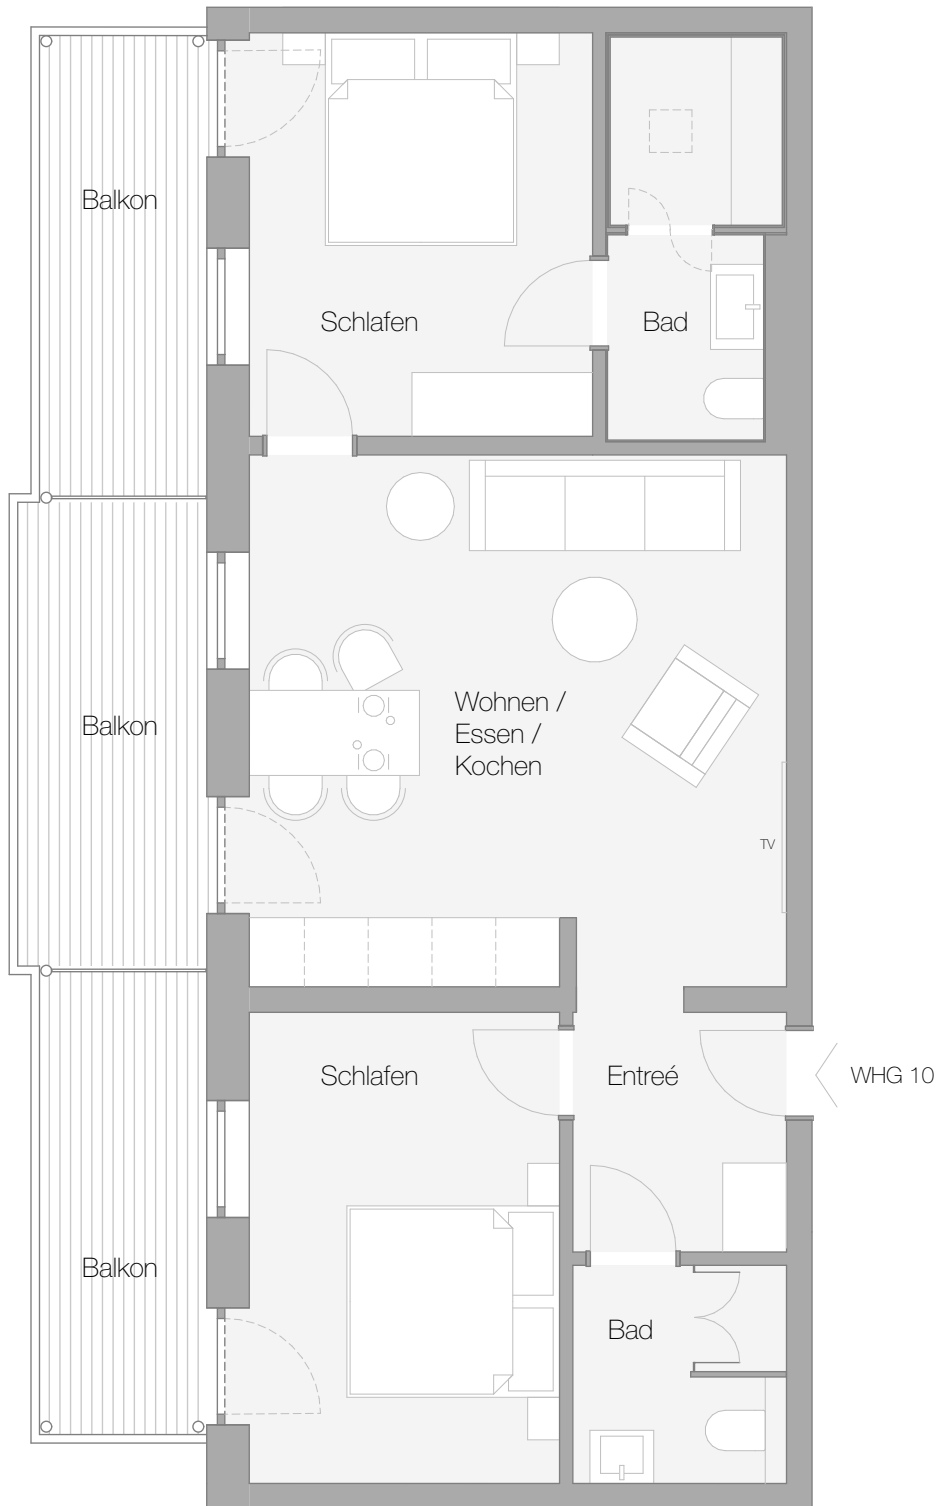 Balkon
Schlafen
Bad
Balkon
Wohnen /
Essen /
Kochen
TV
Schlafen
Entreé
WHG 10
Balkon
Bad